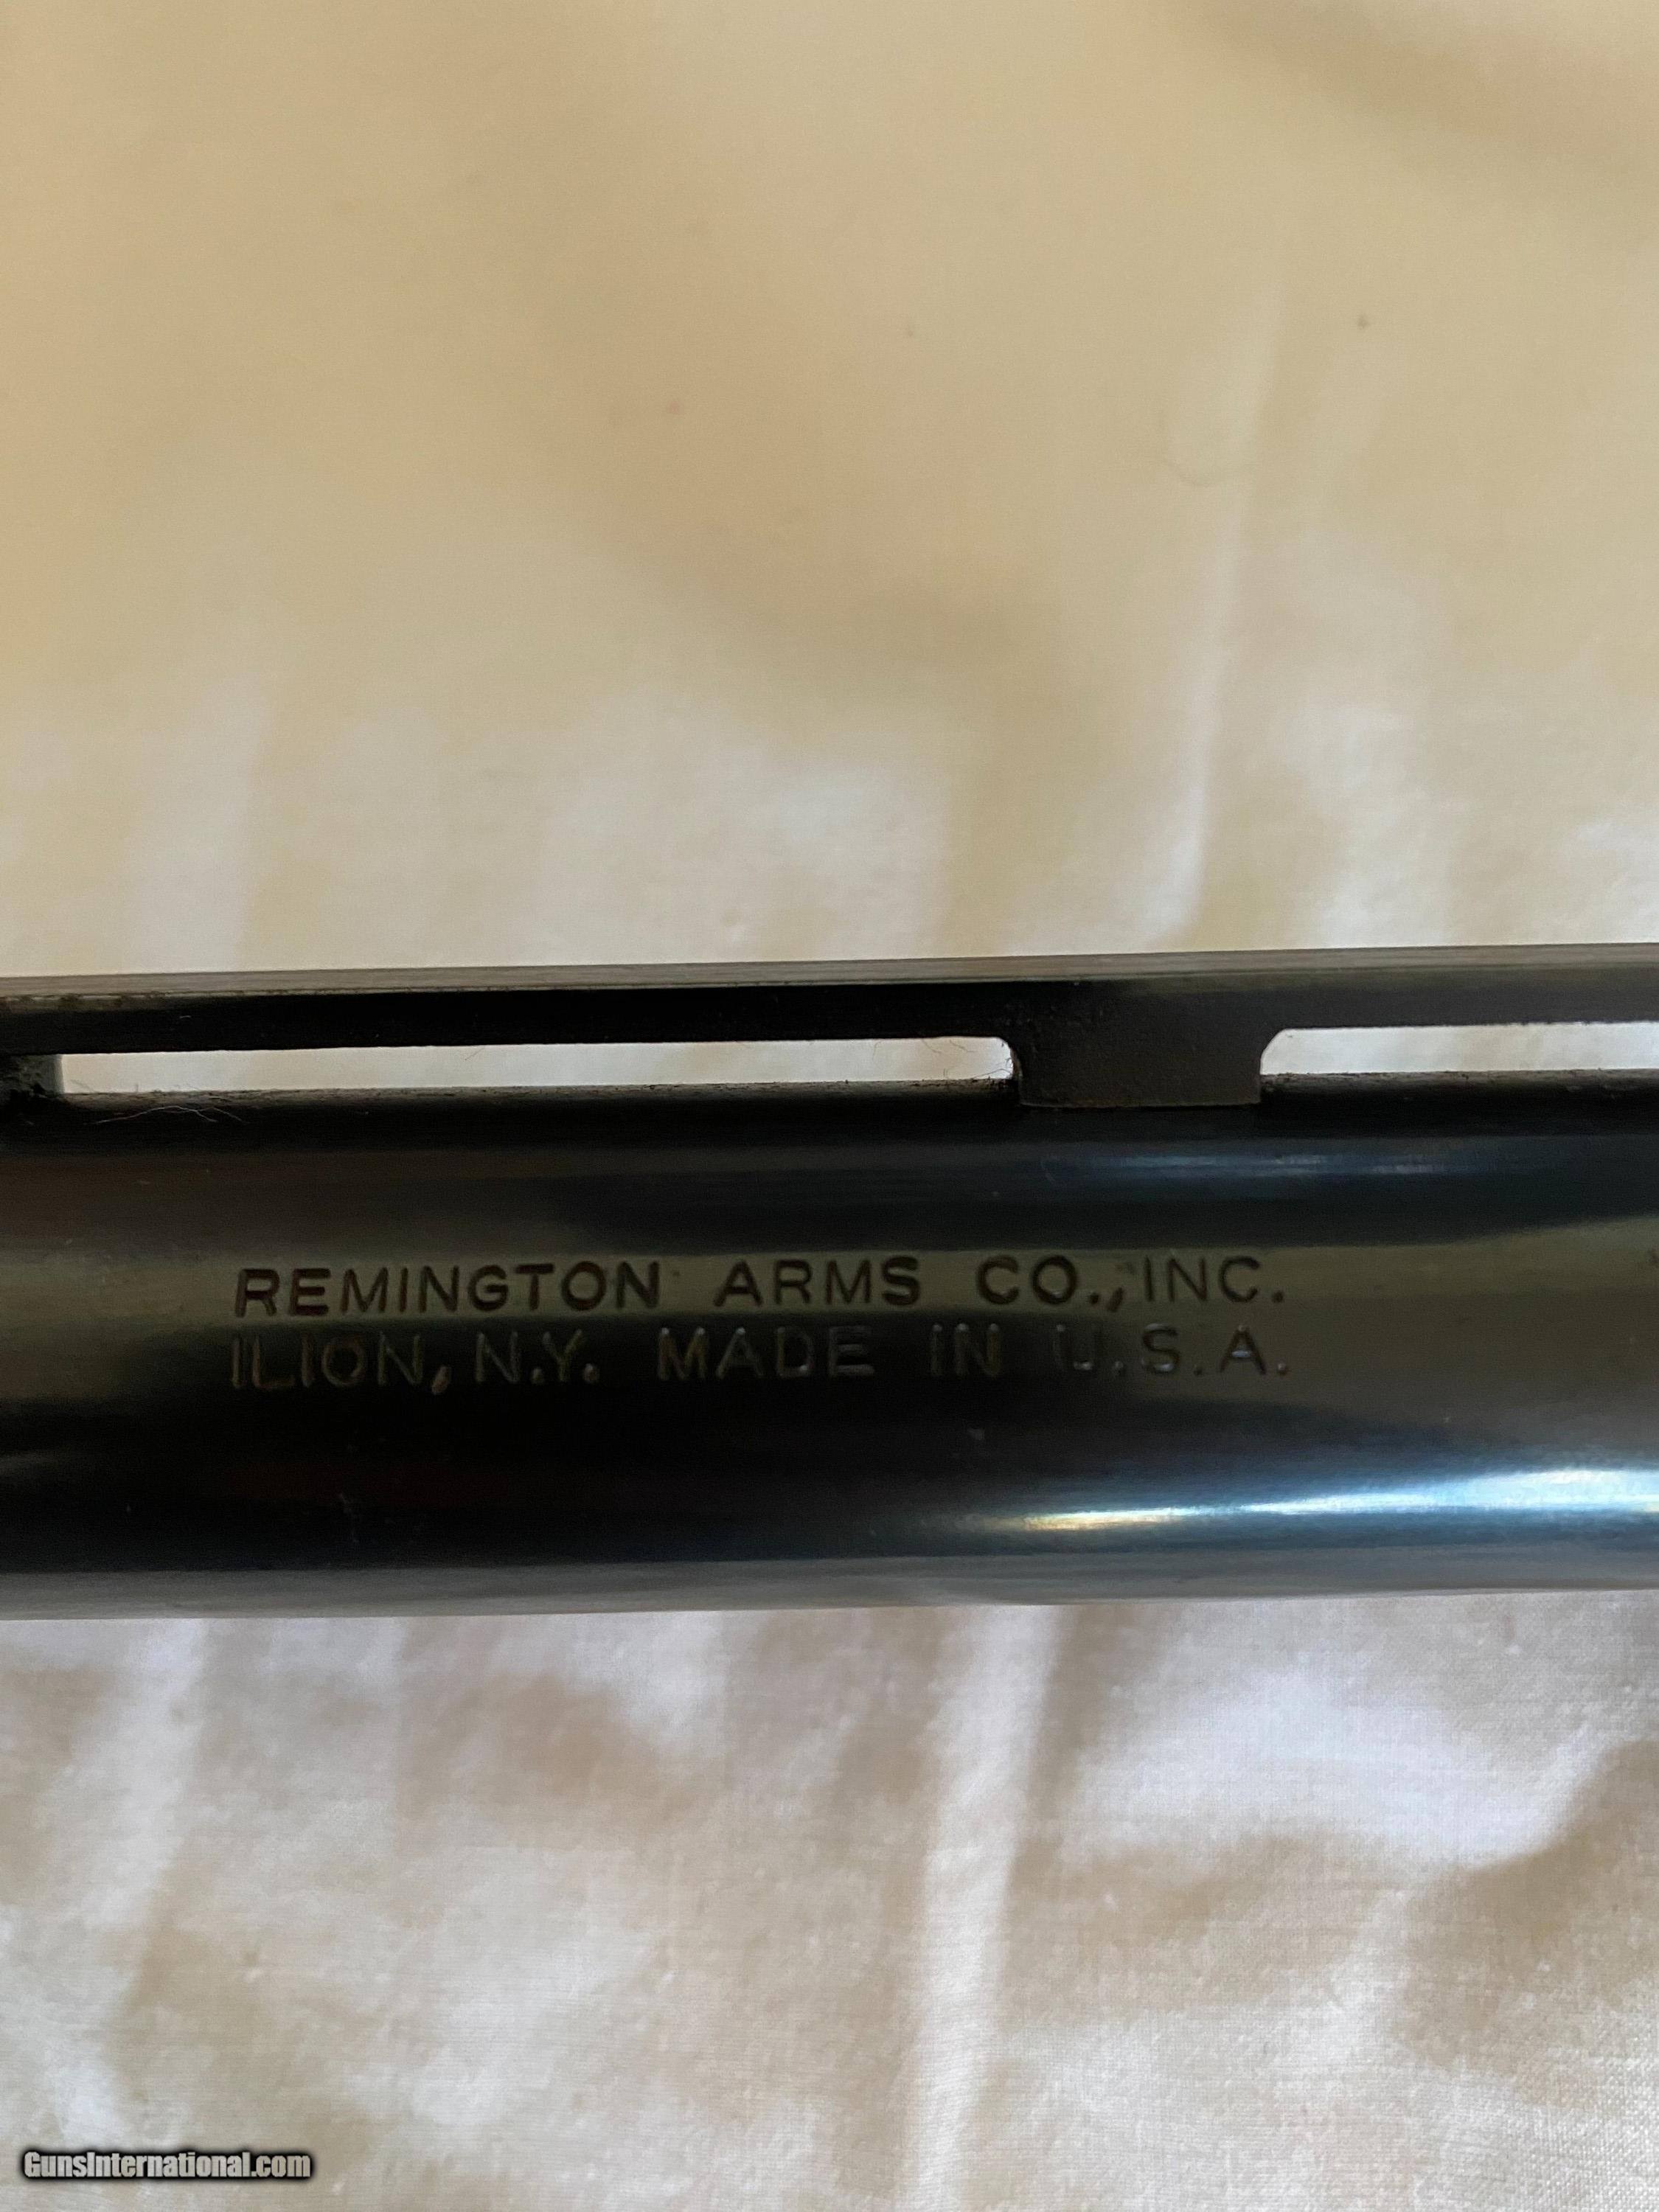 REMINGTON ARMS CO., INC.
ILION, N.Y. MADE IN U.S.A.
GunsInternational.com